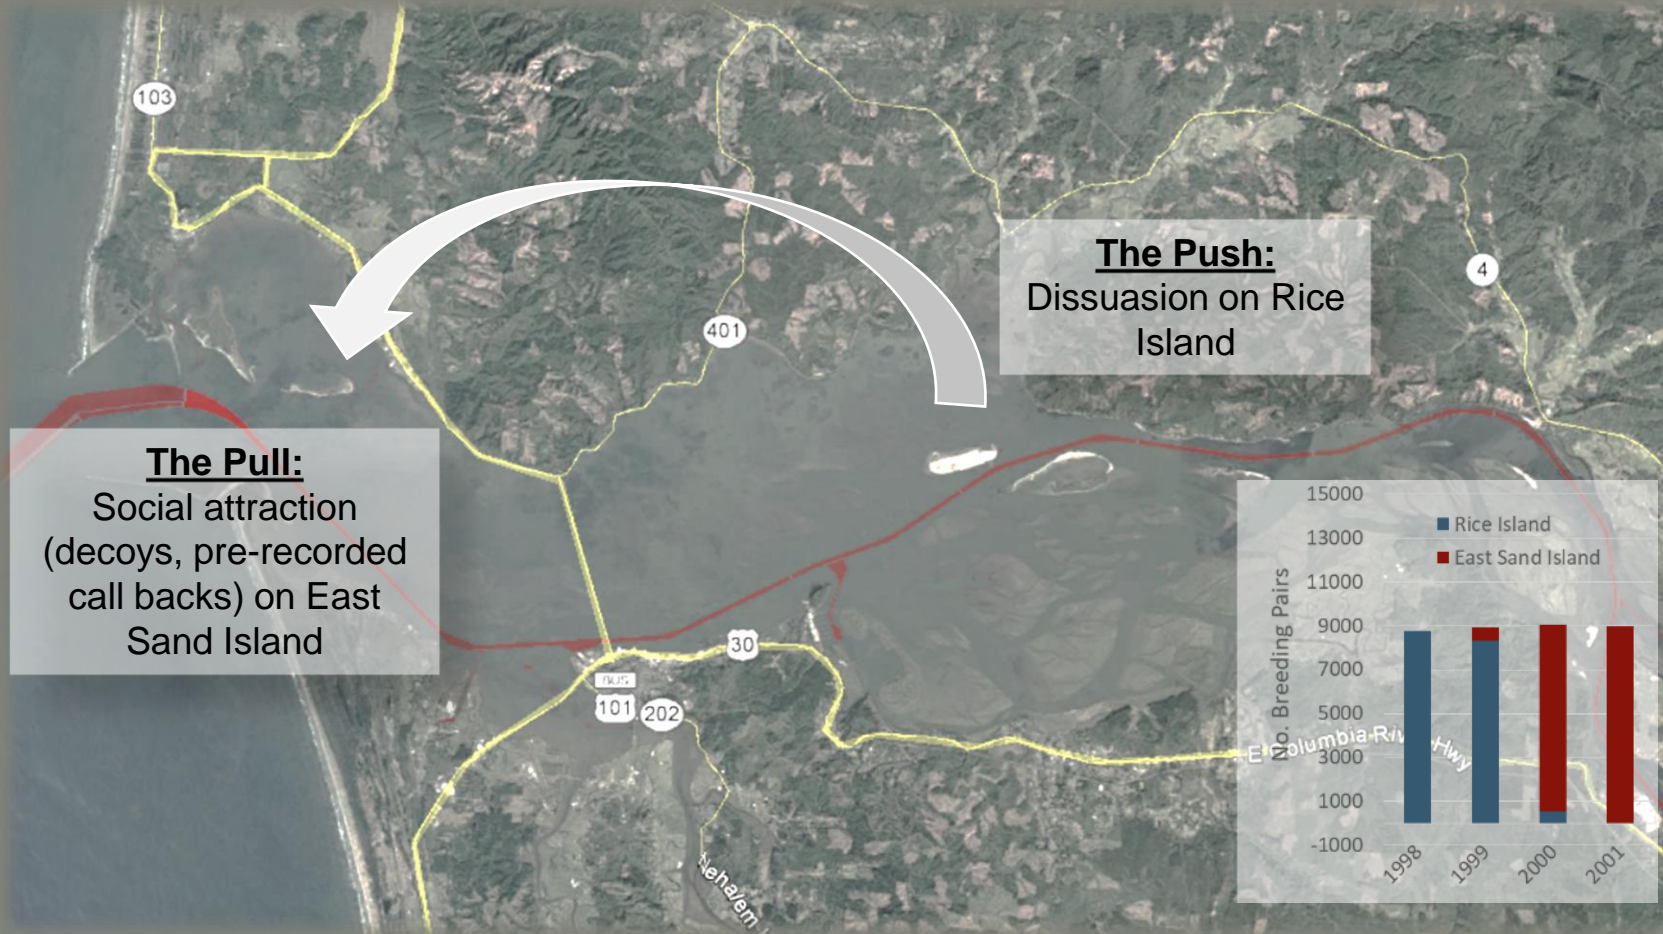 103
The Push:
Dissuasion on Rice
Island
4
401
The Pull:
Social attraction
(decoys, pre-recorded
call backs) on East
Sand Island
30
BUS
101
202
E Columbia River Hwy
Nehalem
15000
13000
11000
9000
7000
5000
3000
1000
-1000
No. Breeding Pairs
Rice Island
East Sand Island
1998
1999
2000
2001